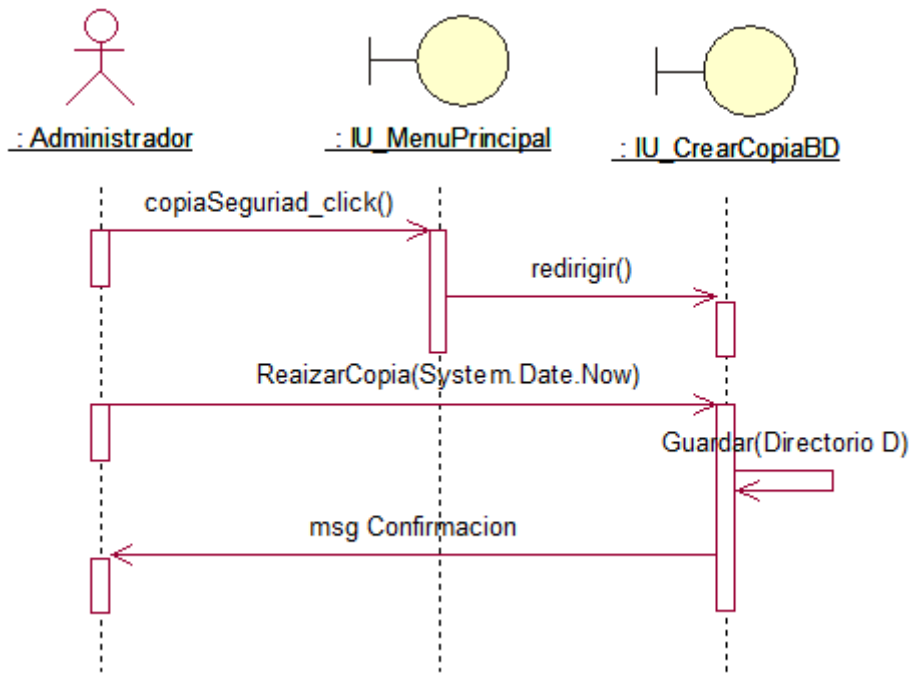 : Administrador
: IU_MenuPrincipal
: IU_CrearCopiaBD
copiaSeguriad_click()
redirigir()
ReaizarCopia(System.Date.Now)
Guardar(Directorio D)
msg Confirmacion